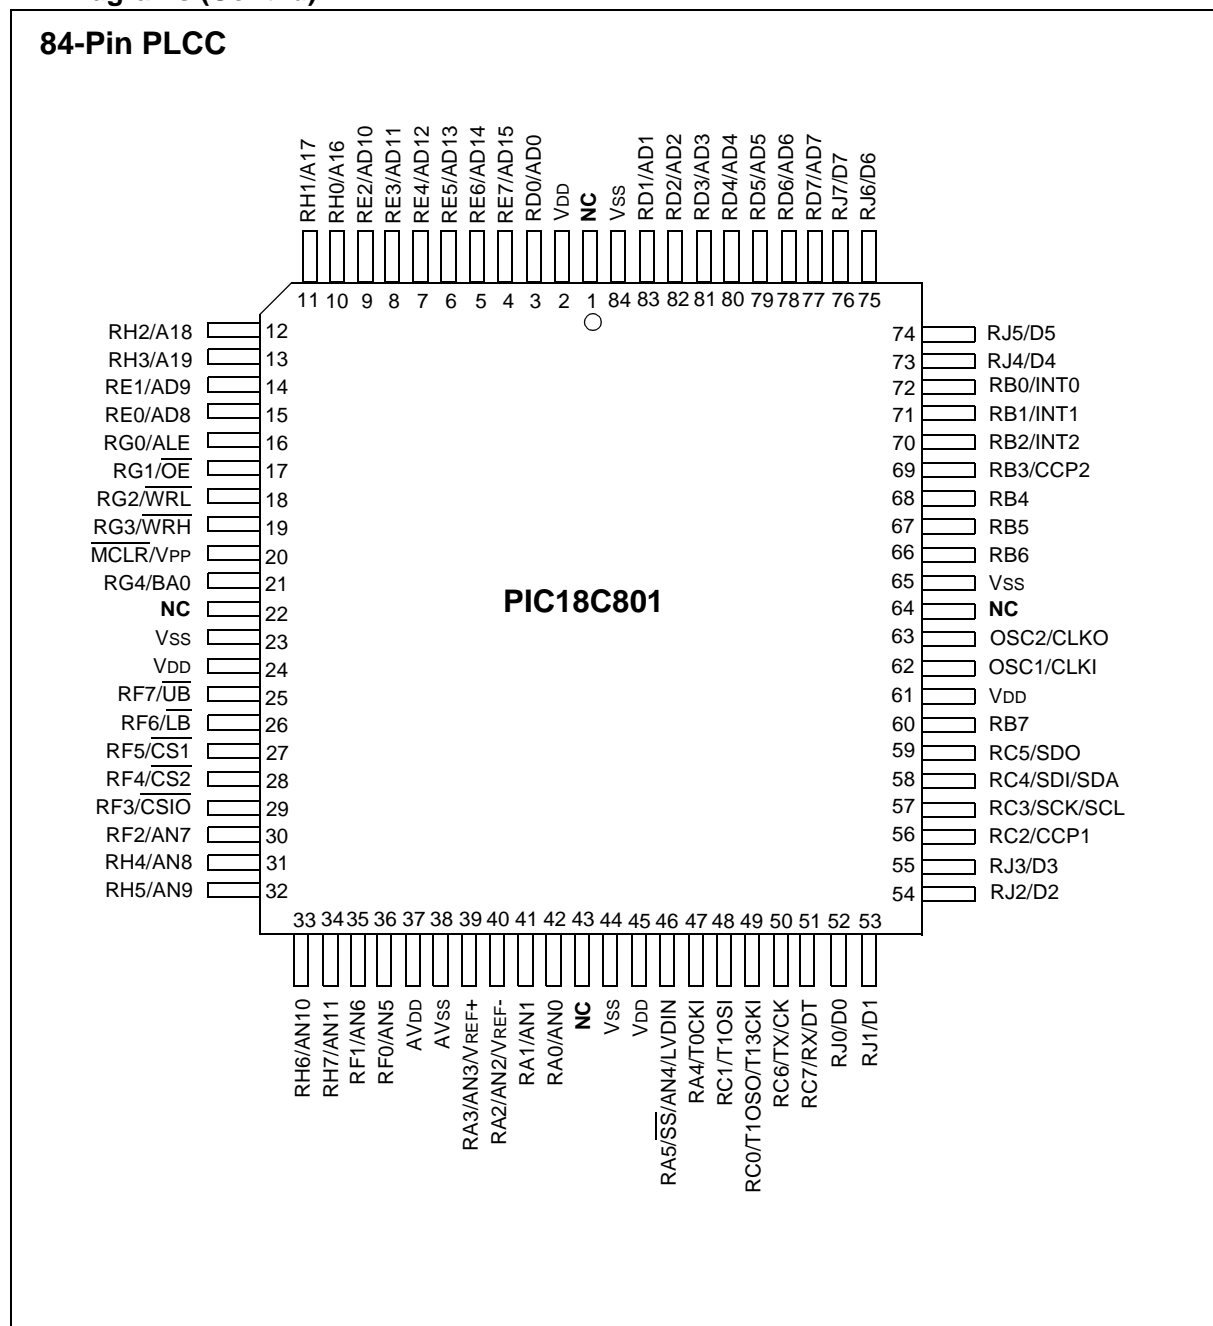 84-Pin PLCC
RH1/A17
RH0/A16
RE2/AD10
RE3/AD11
RE4/AD12
RE5/AD13
RE6/AD14
RE7/AD15
RD0/AD0
VDD
NC
VSS
RD1/AD1
RD2/AD2
RD3/AD3
RD4/AD4
RD5/AD5
RD6/AD6
RD7/AD7
RJ7/D7
RJ6/D6
11 10 9 8 7 6 5 4 3 2 1 84 83 82 81 80 79 78 77 76 75
RH2/A18 12
RH3/A19 13
RE1/AD9 14
RE0/AD8 15
RG0/ALE 16
RG1/OE 17
RG2/WRL 18
RG3/WRH 19
MCLR/VPP 20
RG4/BA0 21
NC 22
VSS 23
VDD 24
RF7/UB 25
RF6/LB 26
RF5/CS1 27
RF4/CS2 28
RF3/CSIO 29
RF2/AN7 30
RH4/AN8 31
RH5/AN9 32
PIC18C801
74 RJ5/D5
73 RJ4/D4
72 RB0/INT0
71 RB1/INT1
70 RB2/INT2
69 RB3/CCP2
68 RB4
67 RB5
66 RB6
65 VSS
64 NC
63 OSC2/CLKO
62 OSC1/CLKI
61 VDD
60 RB7
59 RC5/SDO
58 RC4/SDI/SDA
57 RC3/SCK/SCL
56 RC2/CCP1
55 RJ3/D3
54 RJ2/D2
33 34 35 36 37 38 39 40 41 42 43 44 45 46 47 48 49 50 51 52 53
RH6/AN10
RH7/AN11
RF1/AN6
RF0/AN5
AVDD
AVSS
RA3/AN3/VREF+
RA2/AN2/VREF-
RA1/AN1
RA0/AN0
NC
VSS
VDD
RA5/SS/AN4/LVDIN
RA4/T0CKI
RC1/T1OSI
RC0/T1OSO/T13CKI
RC6/TX/CK
RC7/RX/DT
RJ0/D0
RJ1/D1